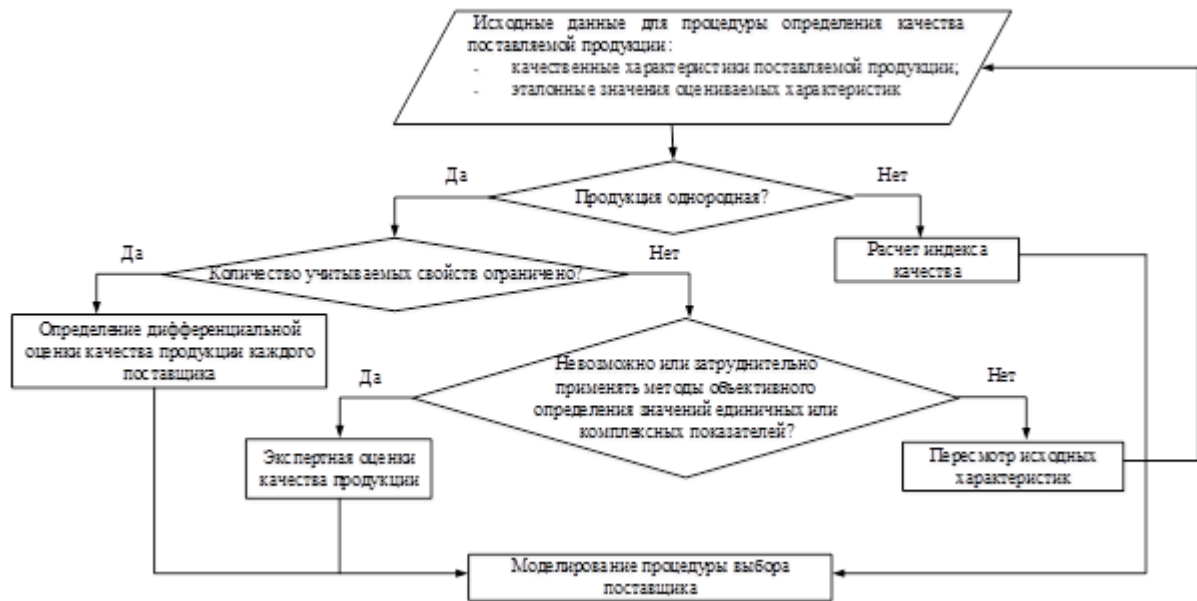 Исходные данные для процедуры определения качества
поставляемой продукции:
- качественные характеристики поставляемой продукции;
- эталонные значения оцениваемых характеристик
Да
Нет
Продукция однородная?
Да
Нет
Количество учитываемых свойств ограничено?
Расчет индекса
качества
Определение дифференциальной
оценки качества продукции каждого
поставщика
Да
Нет
Невозможно или затруднительно
применять методы объективного
определения значений единичных или
комплексных показателей?
Экспертная оценки
качества продукции
Пересмотр исходных
характеристик
Моделирование процедуры выбора
поставщика